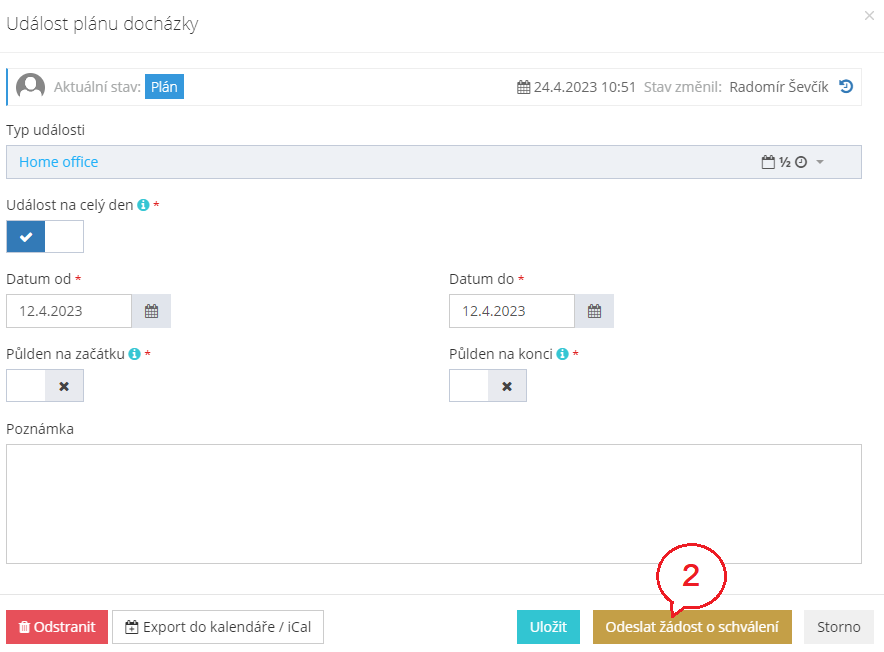 Událost plánu docházky
Aktuální stav: Plán 24.4.2023 10:51 Stav změnil: Radomír Ševčík
Typ události
Home office ½
Událost na celý den *
Datum od * Datum do *
12.4.2023 12.4.2023
Půlden na začátku * Půlden na konci *
Poznámka
2
Odstranit Export do kalendáře / iCal Uložit Odeslat žádost o schválení Storno